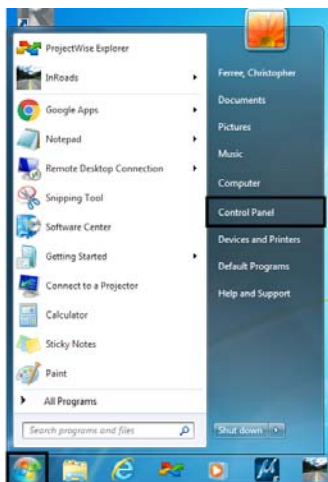 ProjectWise Explorer
InRoads
Google Apps
Notepad
Remote Desktop Connection
Snipping Tool
Software Center
Getting Started
Connect to a Projector
Calculator
Sticky Notes
Paint
All Programs
Search programs and files
Ferree, Christopher
Documents
Pictures
Music
Computer
Control Panel
Devices and Printers
Default Programs
Help and Support
Shut down